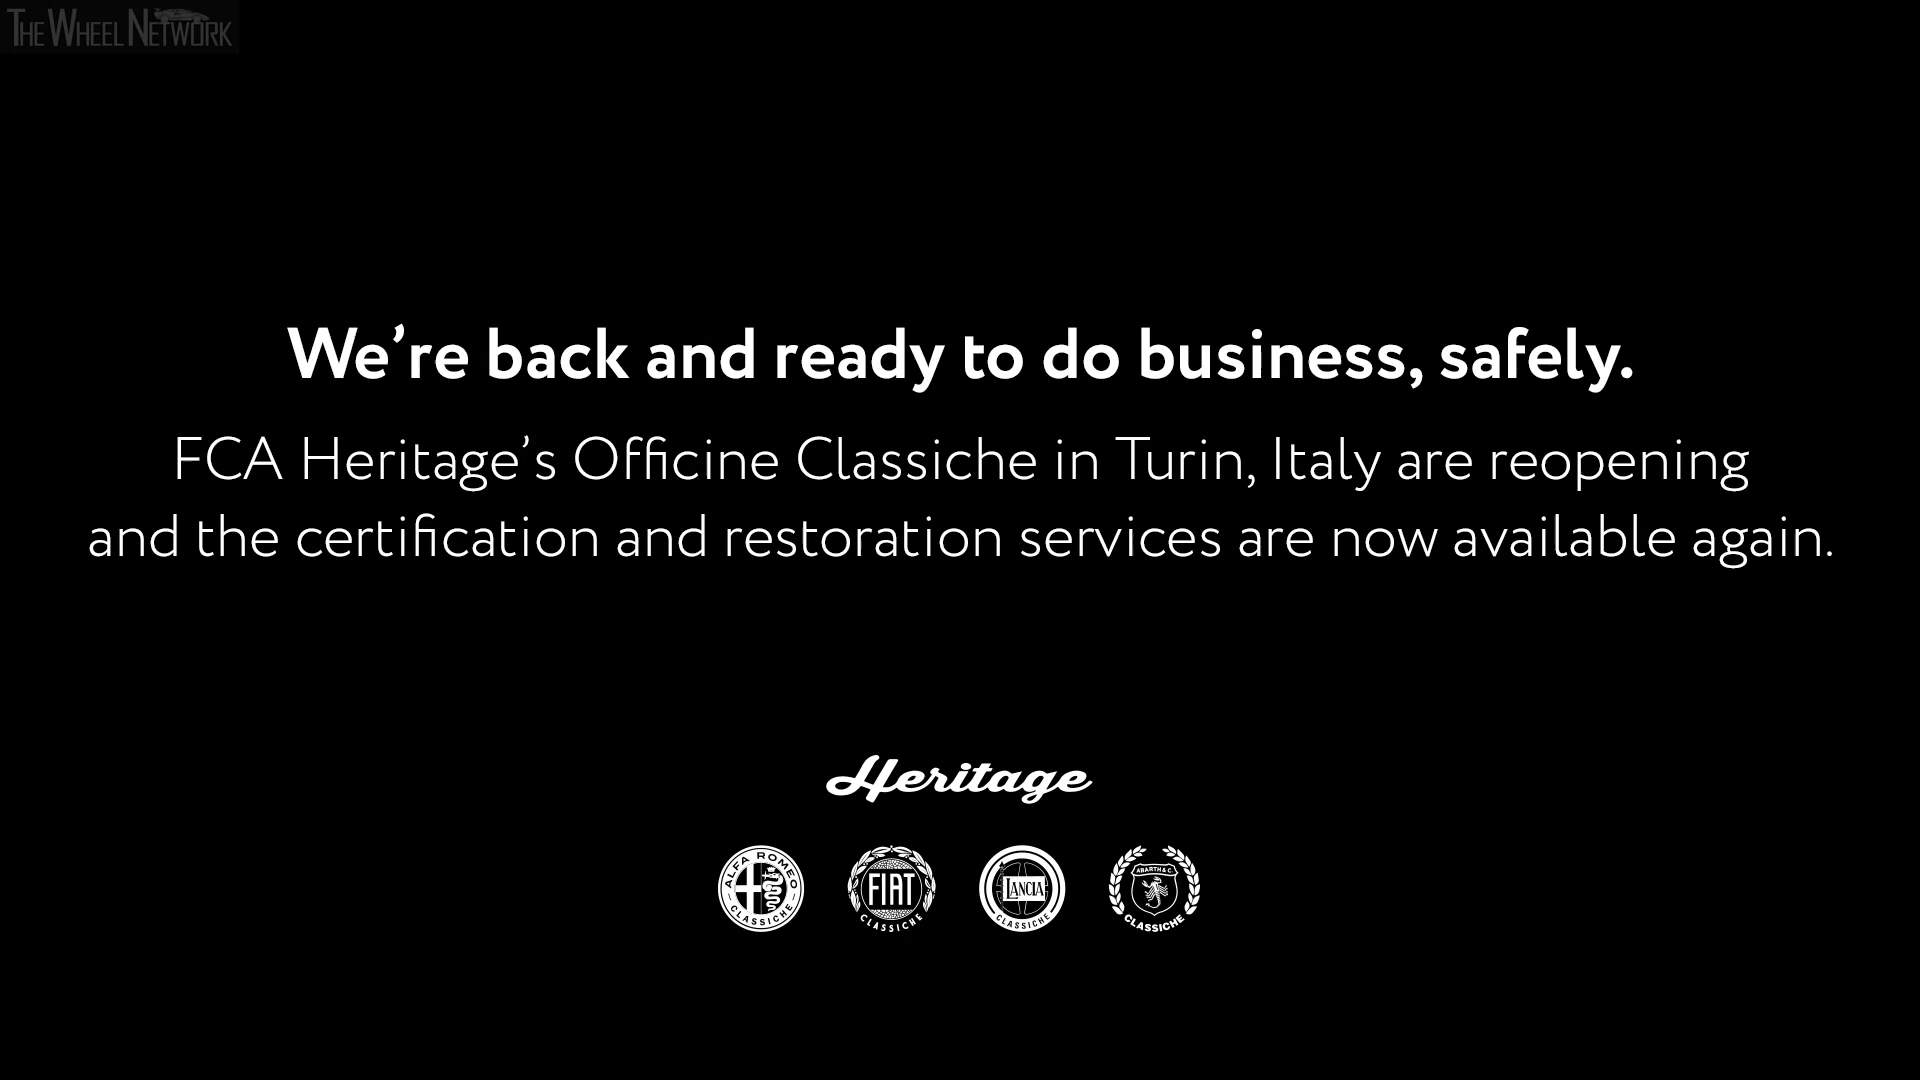 THE WHEEL NETWORK
We’re back and ready to do business, safely.
FCA Heritage’s Officine Classiche in Turin, Italy are reopening
and the certification and restoration services are now available again.
Heritage
ALFA ROMEO
CLASSICHE
FIAT
CLASSICHE
LANCIA
CLASSICHE
ABARTH & C.
CLASSICHE